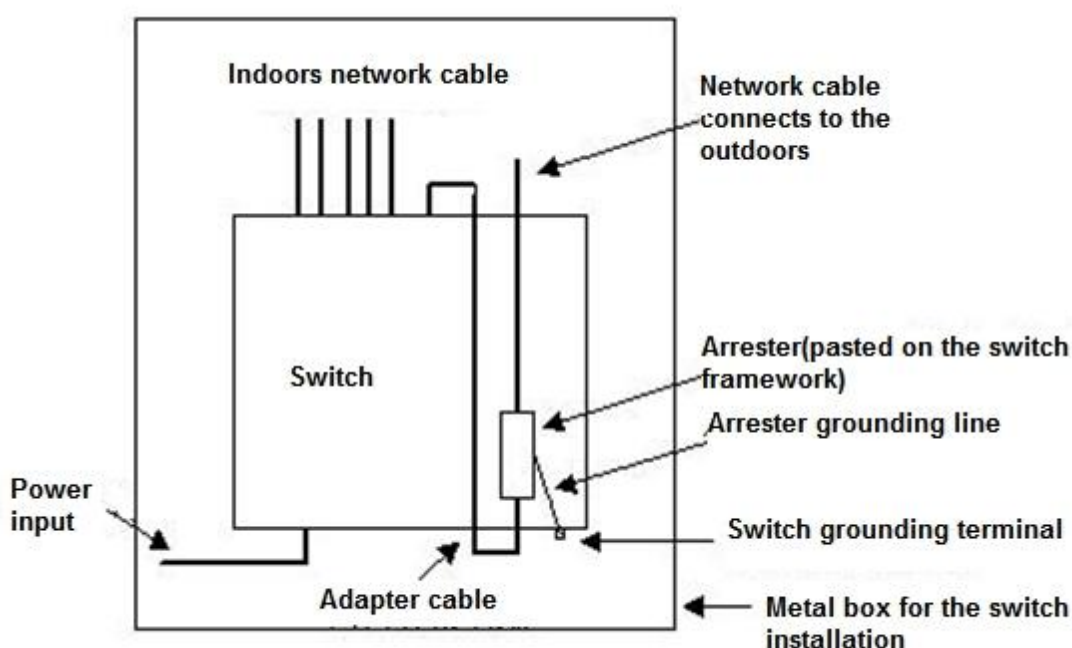 Indoors network cable
Network cable
connects to the
outdoors
Switch
Arrester(pasted on the switch
framework)
Arrester grounding line
Power
input
Switch grounding terminal
Adapter cable
Metal box for the switch
installation